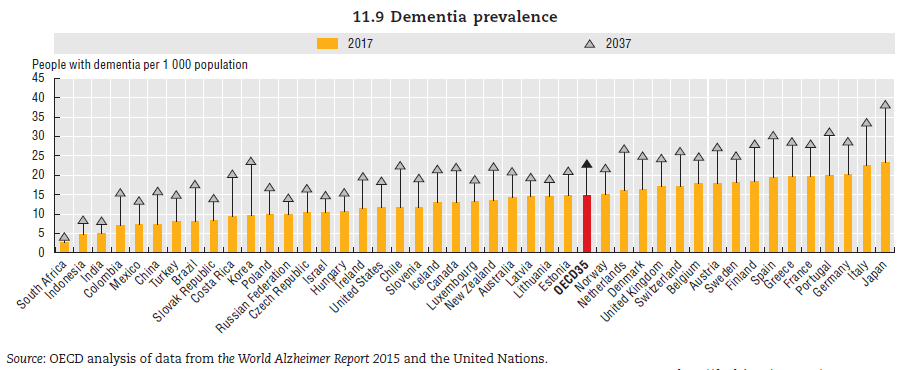 11.9 Dementia prevalence
2017
2037
People with dementia per 1 000 population
45
40
35
30
25
20
15
10
5
0
South Africa
Indonesia
India
Colombia
Mexico
China
Turkey
Brazil
Slovak Republic
Costa Rica
Korea
Poland
Russian Federation
Czech Republic
Israel
Hungary
Ireland
United States
Chile
Slovenia
Iceland
Canada
Luxembourg
New Zealand
Australia
Latvia
Lithuania
Estonia
OECD35
Norway
Netherlands
Denmark
United Kingdom
Switzerland
Belgium
Austria
Sweden
Finland
Spain
Greece
France
Portugal
Germany
Italy
Japan
Source: OECD analysis of data from the World Alzheimer Report 2015 and the United Nations.